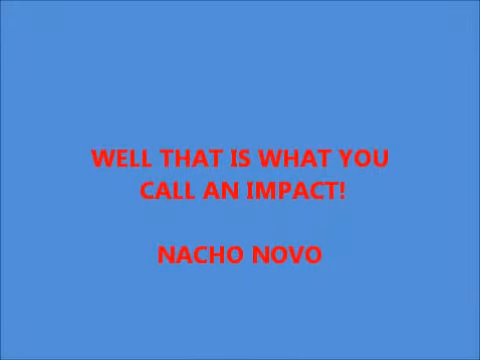 WELL THAT IS WHAT YOU
CALL AN IMPACT!
NACHO NOVO